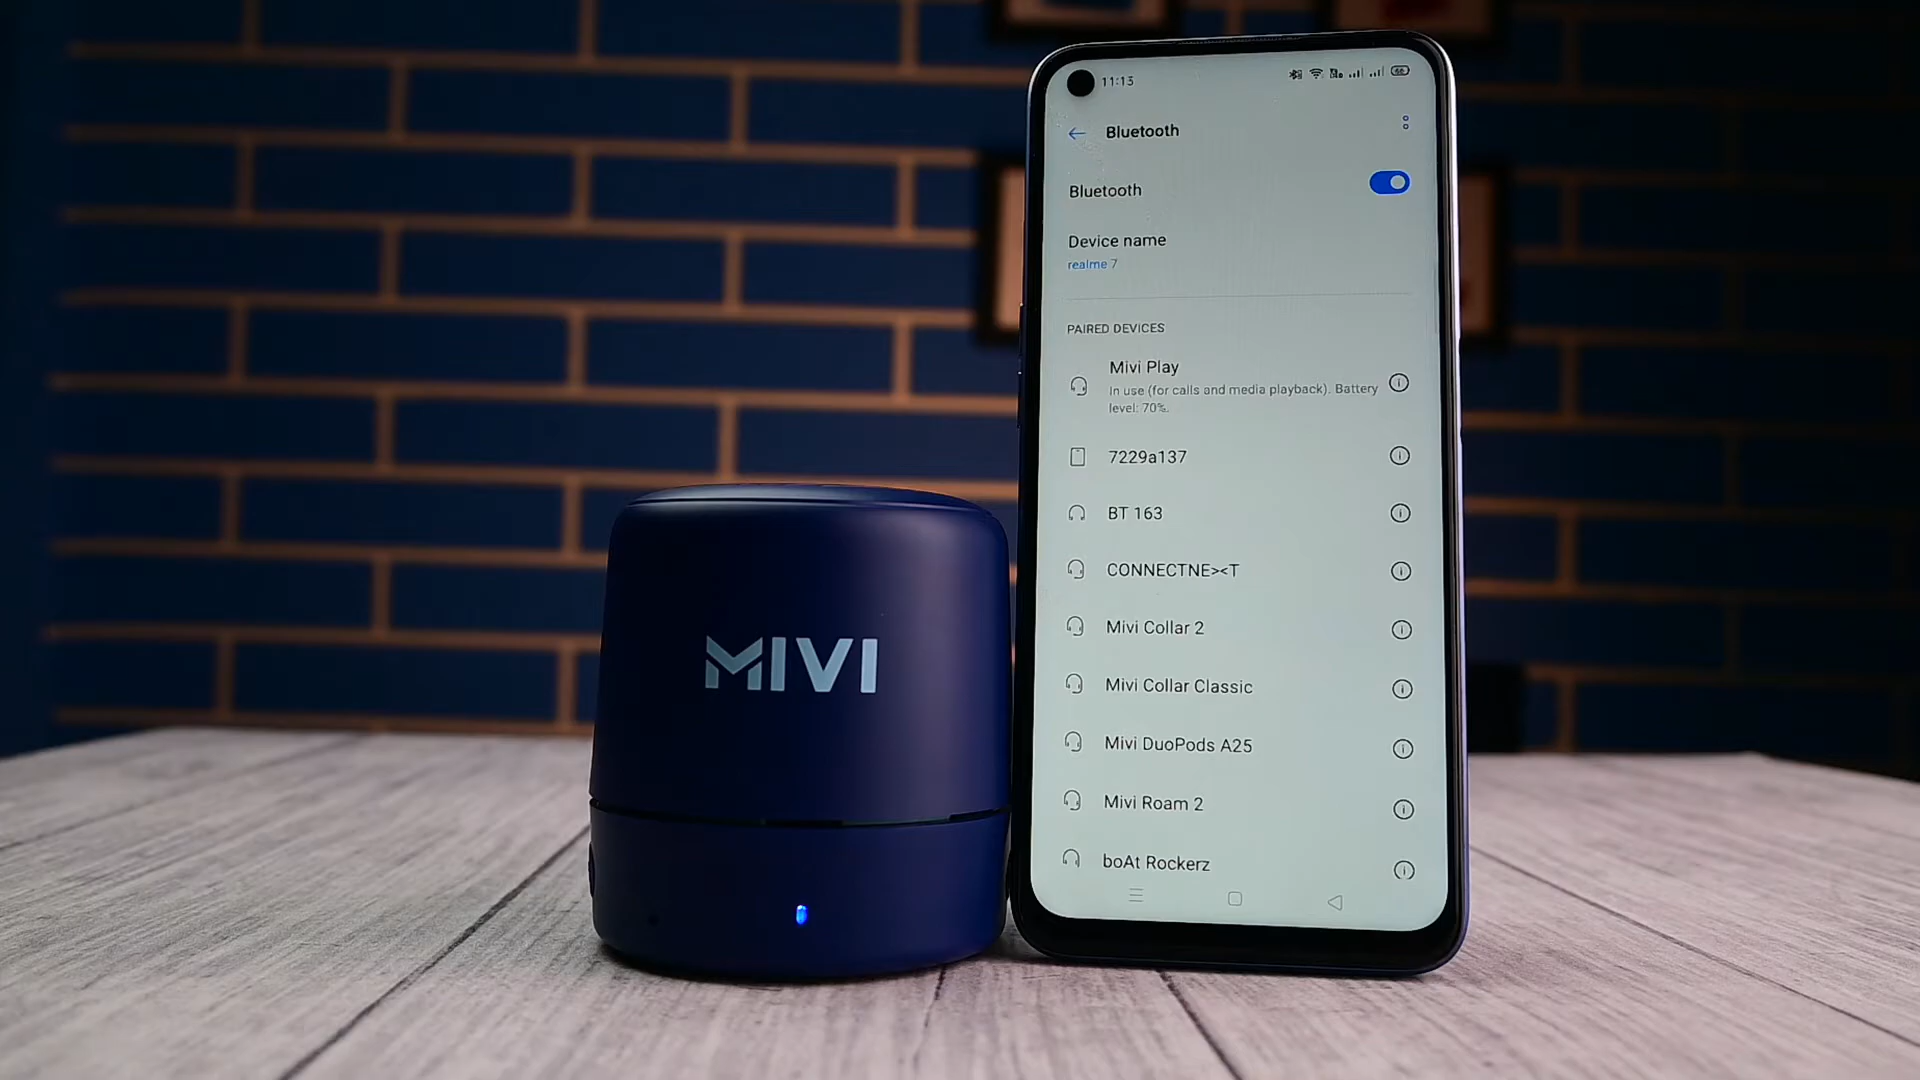 11:13
Bluetooth
Bluetooth
Device name
realme 7
PAIRED DEVICES
Mivi Play
In use (for calls and media playback). Battery
level: 70%.
7229a137
BT 163
CONNECTNE><T
Mivi Collar 2
Mivi Collar Classic
Mivi DuoPods A25
Mivi Roam 2
boAt Rockerz
MIVI